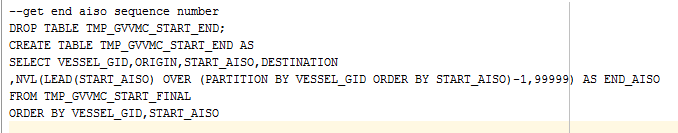 --get end aiso sequence number
DROP TABLE TMP_GVVMC_START_END;
CREATE TABLE TMP_GVVMC_START_END AS
SELECT VESSEL_GID,ORIGIN,START_AISO,DESTINATION
,NVL(LEAD(START_AISO) OVER (PARTITION BY VESSEL_GID ORDER BY START_AISO)-1,99999) AS END_AISO
FROM TMP_GVVMC_START_FINAL
ORDER BY VESSEL_GID,START_AISO